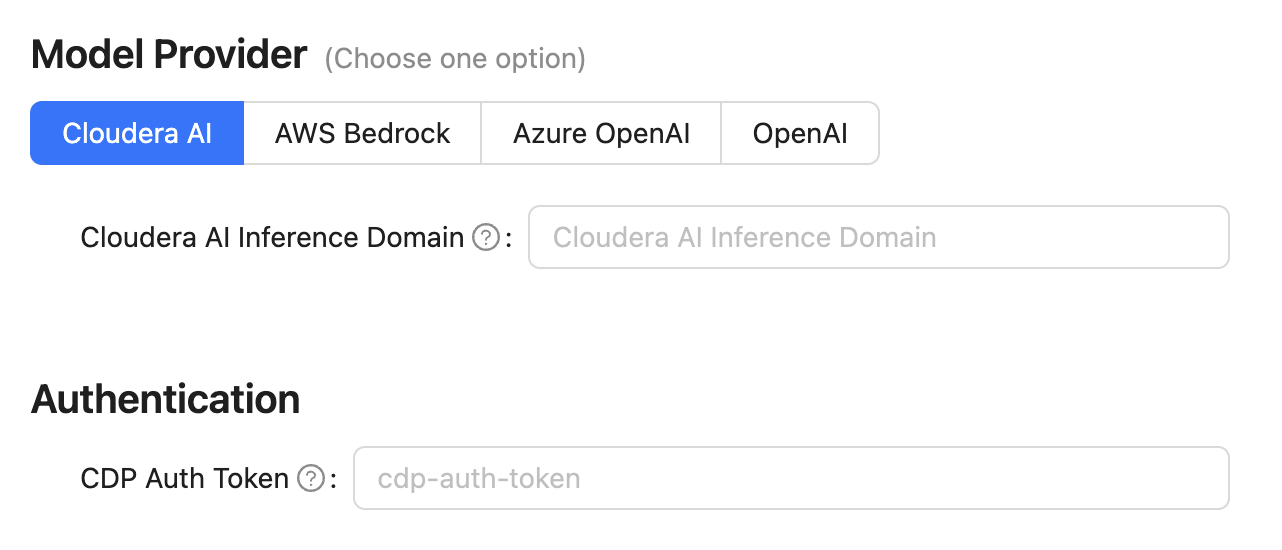 Model Provider (Choose one option)
Cloudera AI AWS Bedrock Azure OpenAI OpenAI
Cloudera AI Inference Domain ? : Cloudera AI Inference Domain
Authentication
CDP Auth Token ? : cdp-auth-token